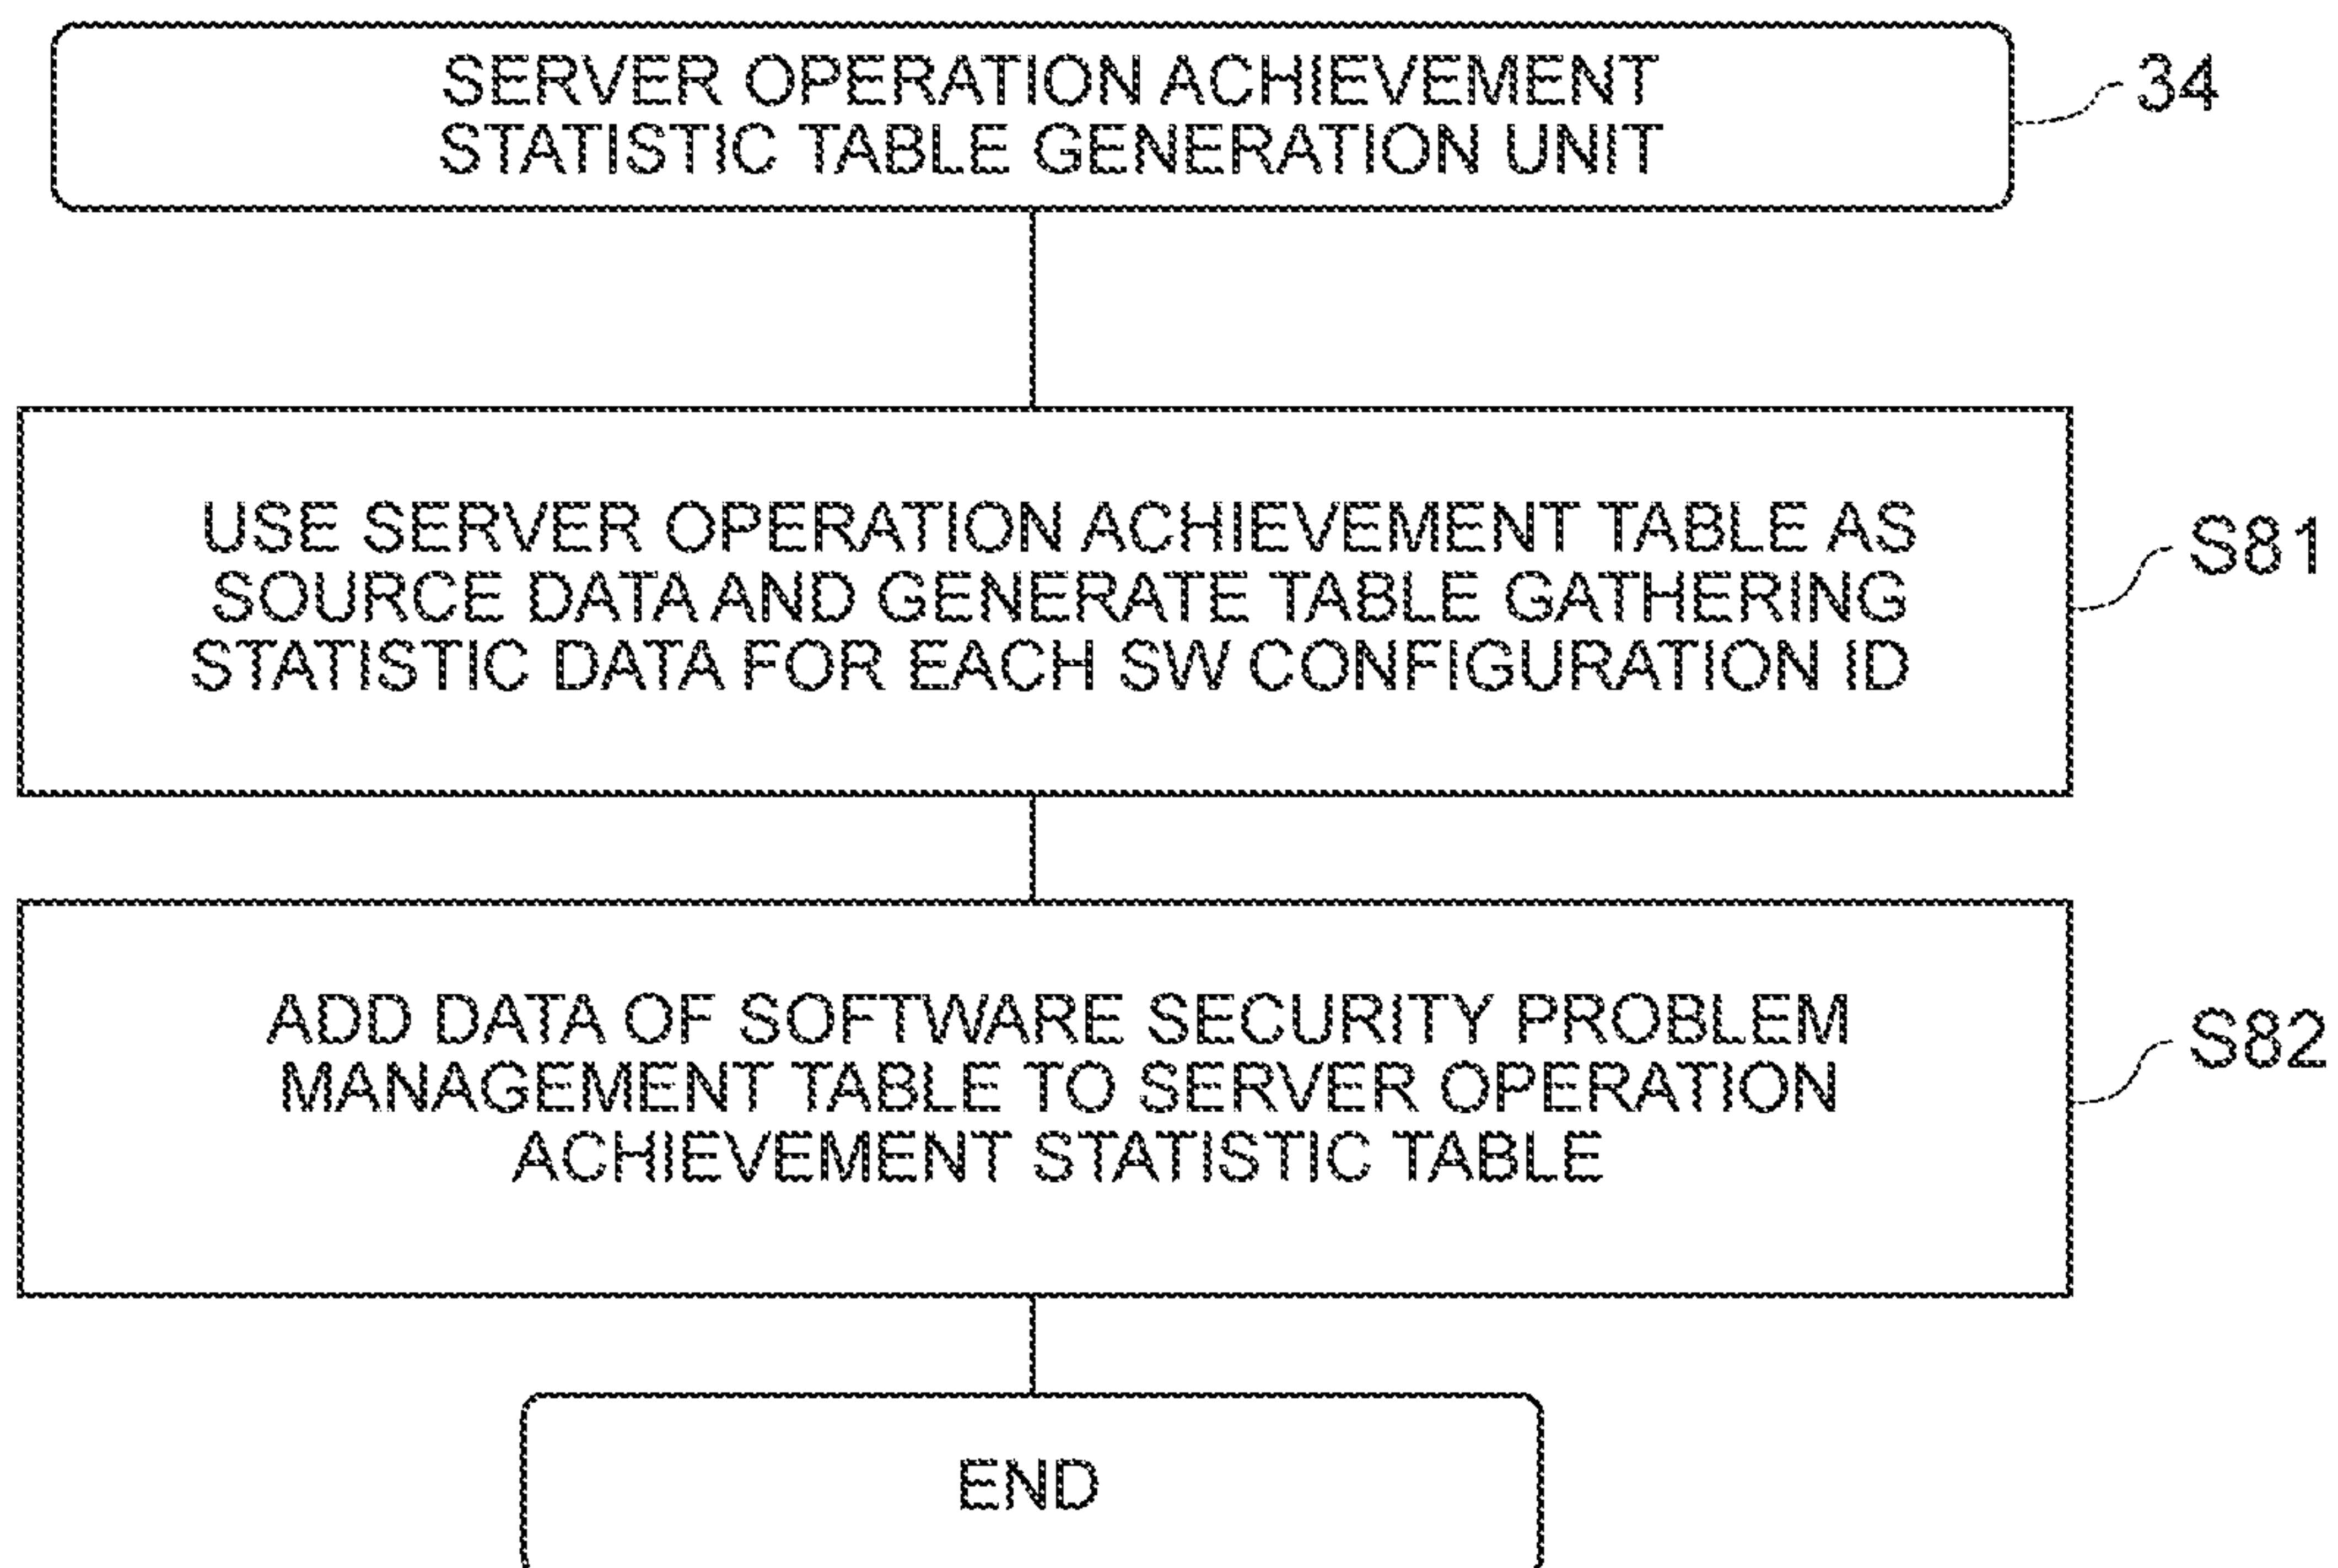 SERVER OPERATION ACHIEVEMENT
STATISTIC TABLE GENERATION UNIT
34
USE SERVER OPERATION ACHIEVEMENT TABLE AS
SOURCE DATA AND GENERATE TABLE GATHERING
STATISTIC DATA FOR EACH SW CONFIGURATION ID
S81
ADD DATA OF SOFTWARE SECURITY PROBLEM
MANAGEMENT TABLE TO SERVER OPERATION
ACHIEVEMENT STATISTIC TABLE
S82
END